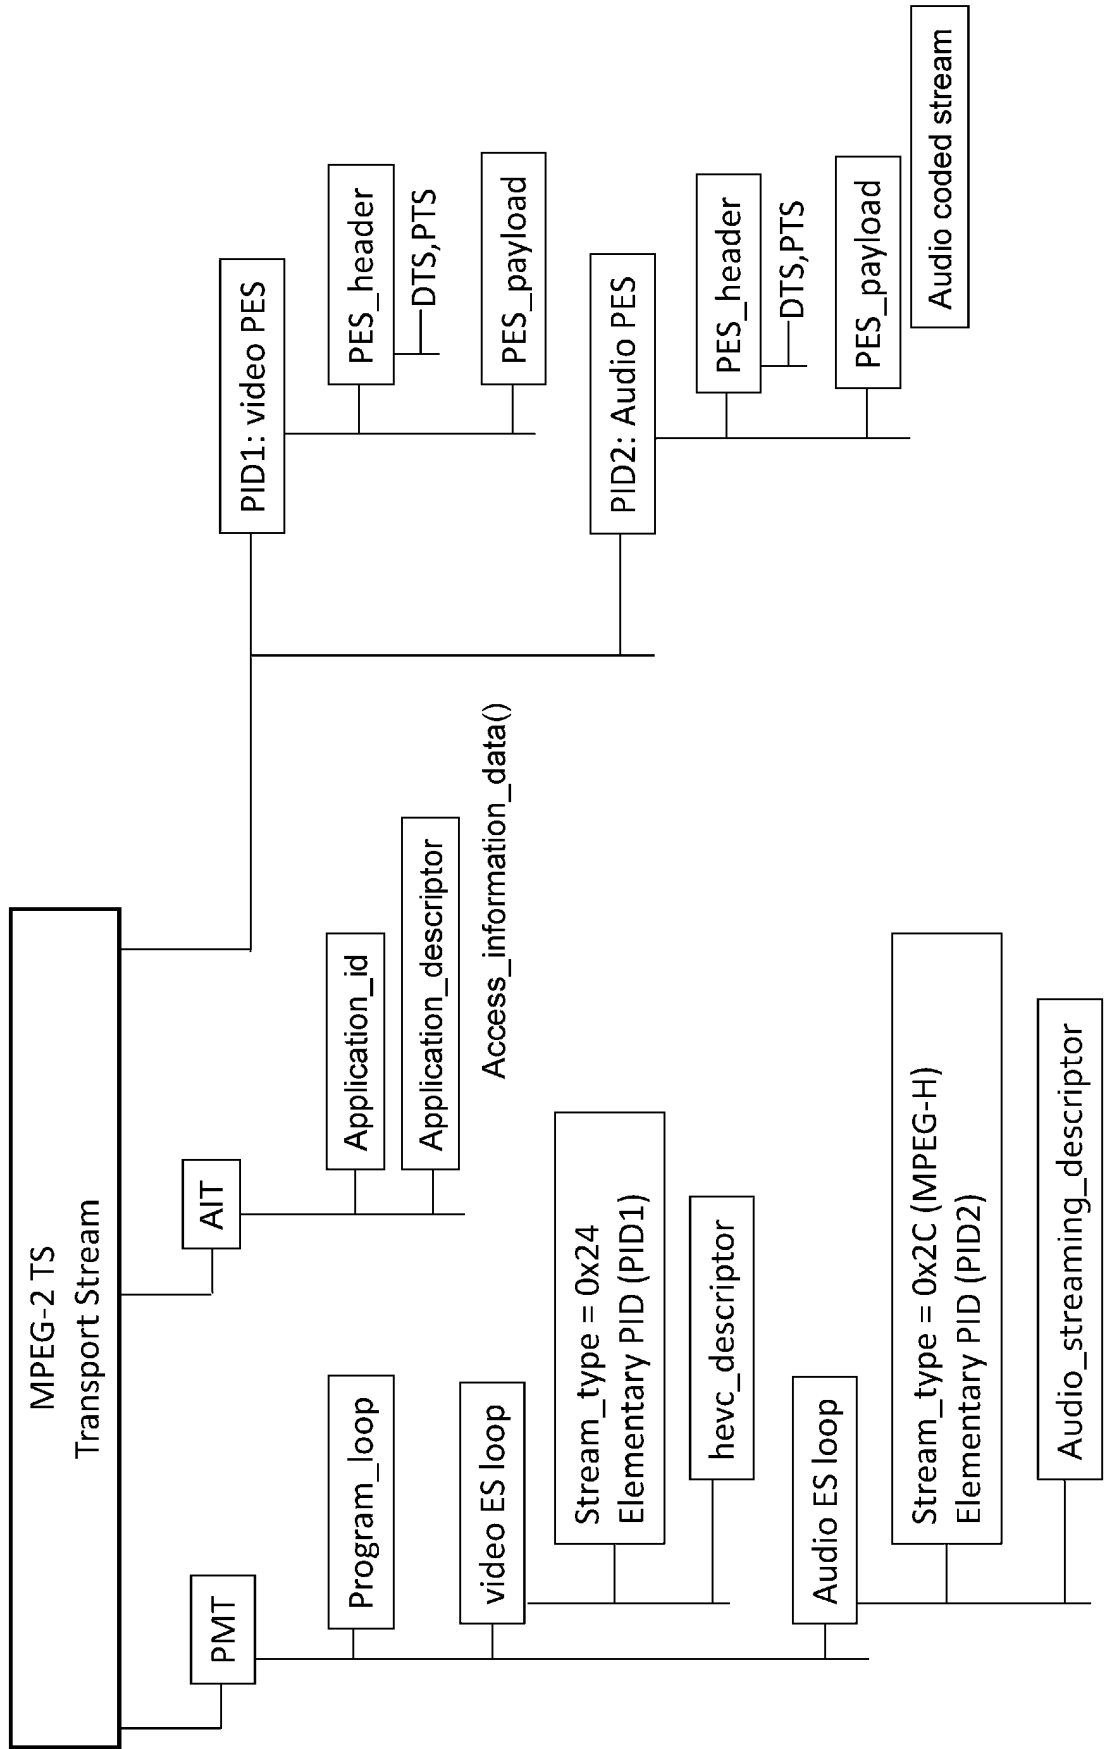 MPEG-2 TS
Transport Stream
PMT
Program_loop
video ES loop
Stream_type = 0x24
Elementary PID (PID1)
hevc_descriptor
Audio ES loop
Stream_type = 0x2C (MPEG-H)
Elementary PID (PID2)
Audio_streaming_descriptor
AIT
Application_id
Application_descriptor
Access_information_data()
PID1: video PES
PES_header
DTS,PTS
PES_payload
PID2: Audio PES
PES_header
DTS,PTS
PES_payload
Audio coded stream